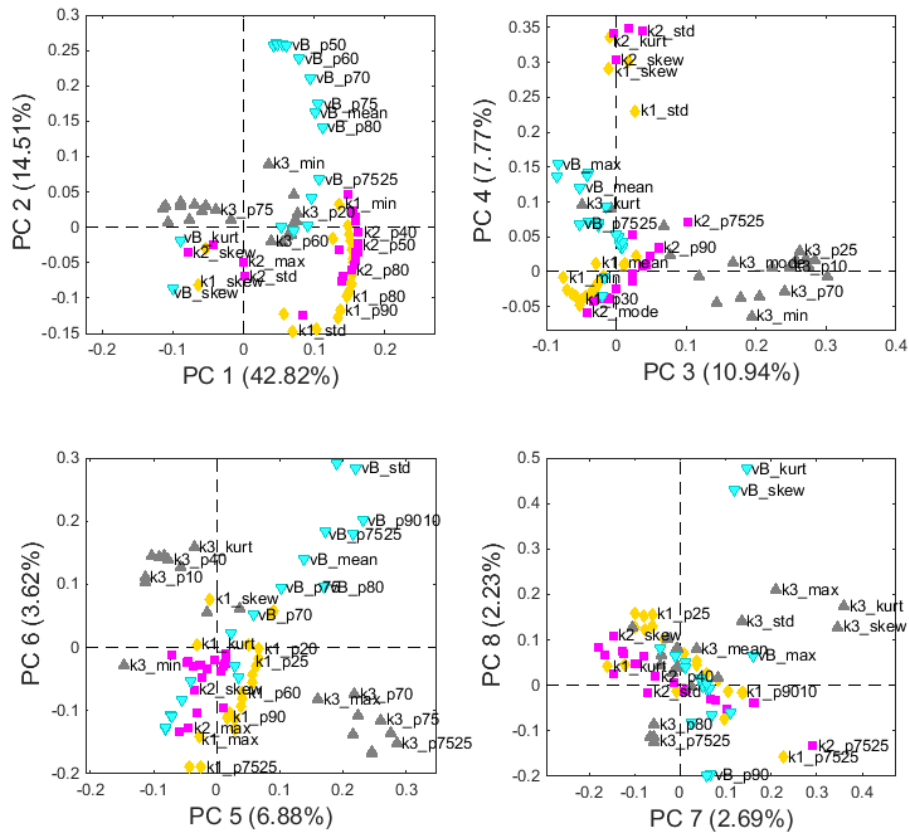 0.2
vB_p50
0.25
vB_p60
0.2
vB_p70
0.15
vB_p75
vB_mean
vB_p80
0.1
k3_min
0.05
vB_p7525
k1_min
k3_p75
k3_p20
k2_p40
0
vB_kurt
k3_p60
k2_p50
-0.05
k2_skew
k2_max
k2_p80
k1_skew
k2_std
k1_p80
-0.1
vB_skew
k1_p90
k1_std
-0.15
-0.2
-0.1
0
0.1
0.2
PC 1 (42.82%)
PC 2 (14.51%)
k2_std
0.35
k2_kurt
k2_skew
0.3
k1_skew
0.25
k1_std
0.2
0.15
vB_max
vB_mean
0.1
k3_kurt
k2_p7525
vB_p7525
0.05
k2_p90
k3_p25
k1_mean
k3_mode
k3_p10
0
k1_min
k3_p70
-0.05
k1_p30
k2_mode
k3_min
-0.1
0
0.1
0.2
0.3
0.4
PC 3 (10.94%)
PC 4 (7.77%)
0.3
vB_std
0.2
vB_p9010
vB_p7525
k3_kurt
k3_p40
vB_mean
0.1
k3_p10
vB_p75
vB_p80
k1_skew
vB_p70
0
k1_kurt
k1_p20
k3_min
k1_p25
k2_skew
k1_p60
k3_p70
k3_max
-0.1
k1_p90
k3_p75
k2_max
k1_max
k3_p7525
k1_p7525
-0.2
-0.1
0
0.1
0.2
0.3
PC 5 (6.88%)
PC 6 (3.62%)
0.5
vB_kurt
vB_skew
0.4
0.3
0.2
k3_max
k3_kurt
k1_p25
k3_std
k3_skew
0.1
k2_skew
k3_mean
vB_max
k1_kurt
k2_p40
0
k2_std
k1_p9010
k3_p80
-0.1
k3_p7525
k2_p7525
k1_p7525
-0.2
vB_p90
-0.2
-0.1
0
0.1
0.2
0.3
0.4
PC 7 (2.69%)
PC 8 (2.23%)